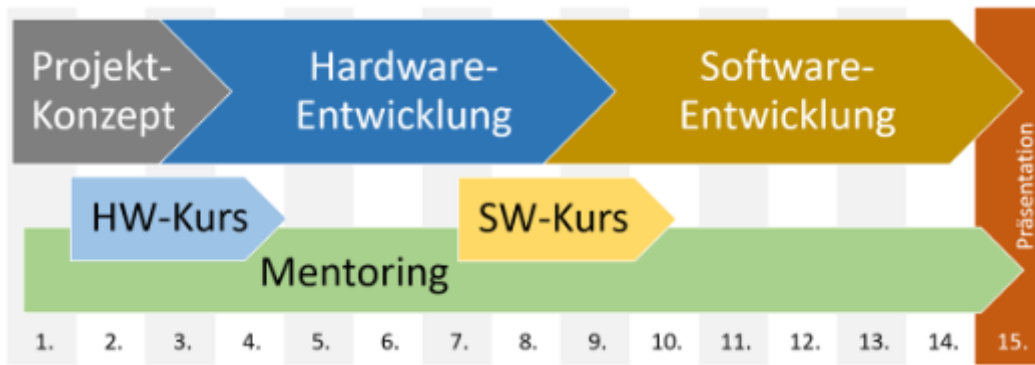 Projekt-
Konzept
Hardware-
Entwicklung
Software-
Entwicklung
Präsentation
HW-Kurs
SW-Kurs
Mentoring
1. 2. 3. 4. 5. 6. 7. 8. 9. 10. 11. 12. 13. 14. 15.